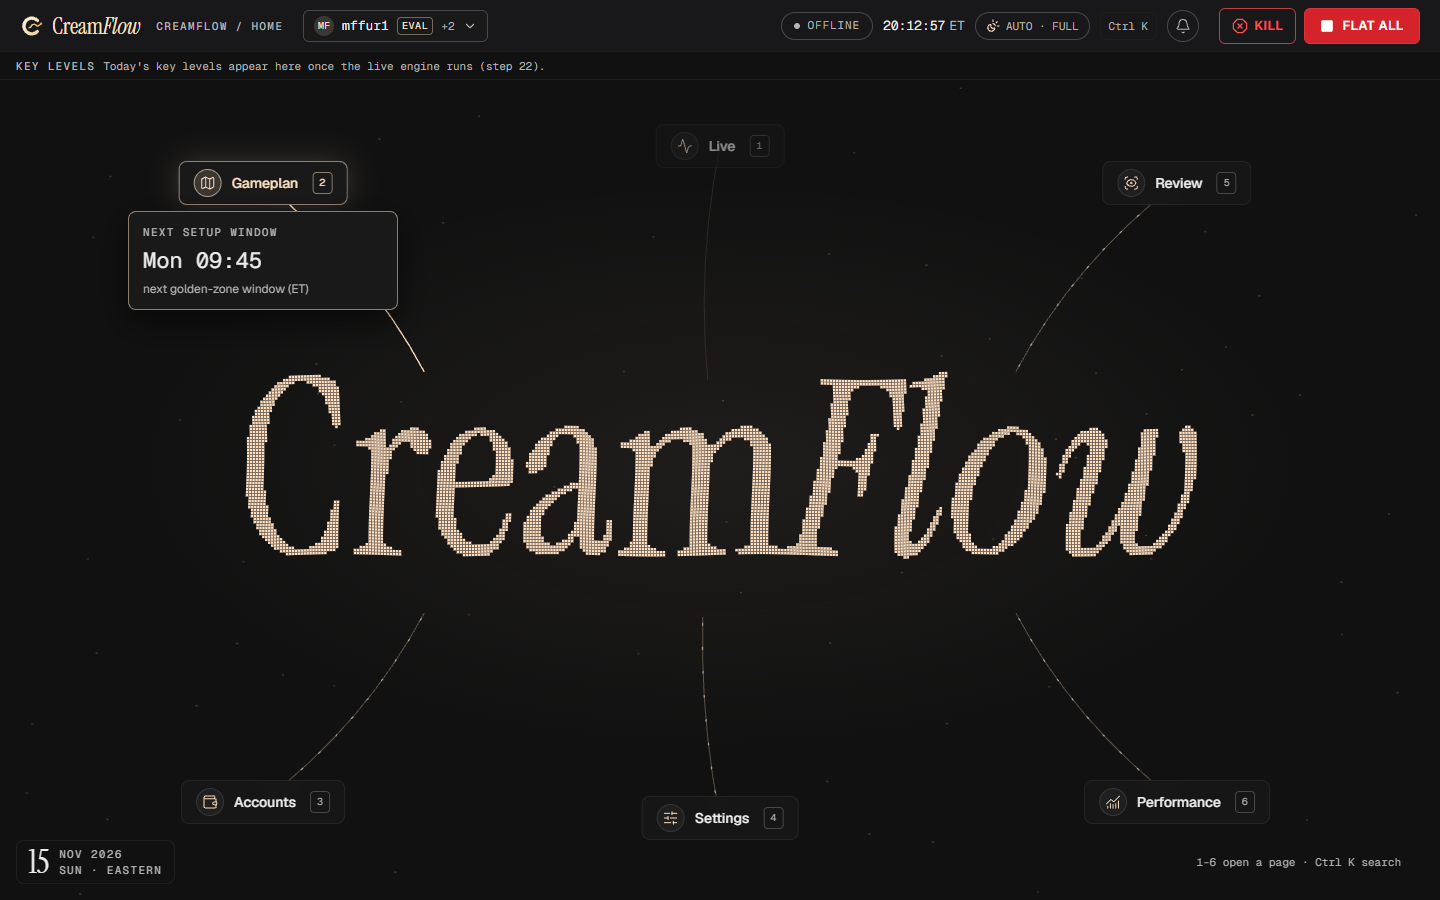 CreamFlow CREAMFLOW / HOME MF mffur1 EVAL +2 OFFLINE 20:12:57 ET AUTO · FULL Ctrl K KILL FLAT ALL
KEY LEVELS Today's key levels appear here once the live engine runs (step 22).
Live 1
Gameplan 2
Review 5
NEXT SETUP WINDOW
Mon 09:45
next golden-zone window (ET)
CreamFlow
Accounts 3
Settings 4
Performance 6
15 NOV 2026
SUN · EASTERN
1-6 open a page · Ctrl K search